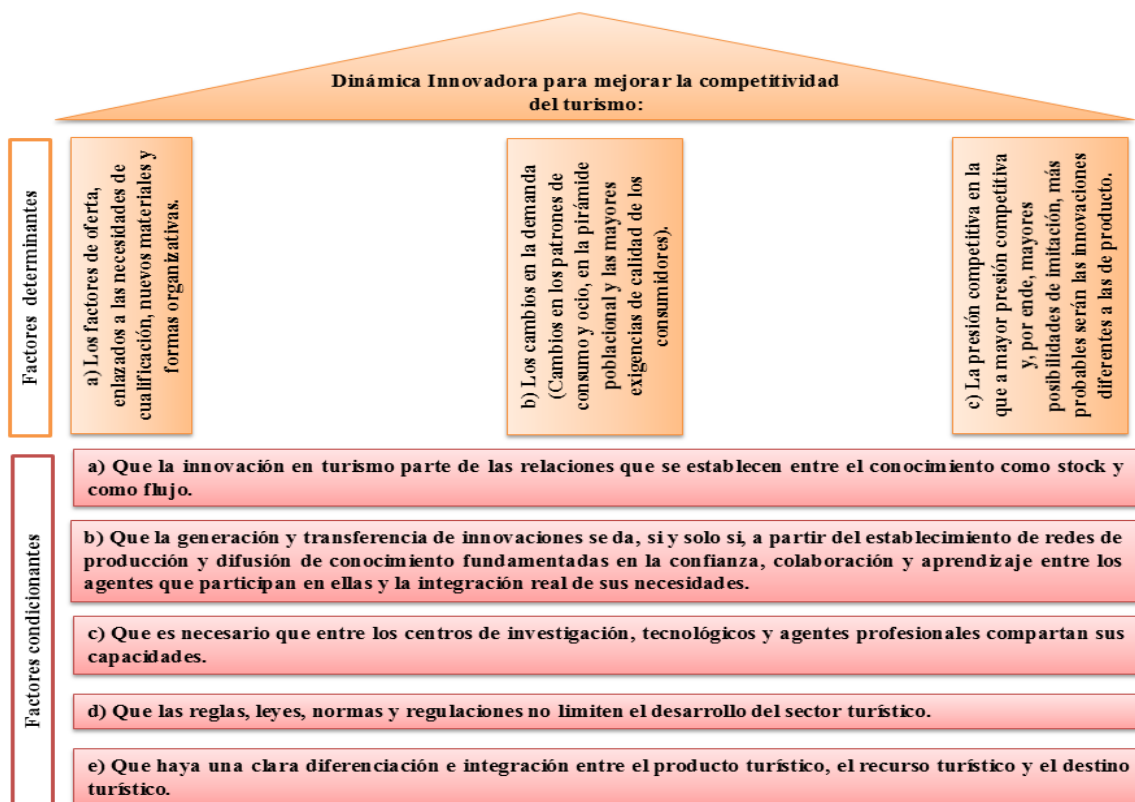 Dinámica Innovadora para mejorar la competitividad
del turismo:
Factores determinantes
a) Los factores de oferta,
enlazados a las necesidades de
cualificación, nuevos materiales y
formas organizativas.
b) Los cambios en la demanda
(Cambios en los patrones de
consumo y ocio, en la pirámide
poblacional y las mayores
exigencias de calidad de los
consumidores).
c) La presión competitiva en la
que a mayor presión competitiva
y, por ende, mayores
posibilidades de imitación, más
probables serán las innovaciones
diferentes a las de producto.
Factores condicionantes
a) Que la innovación en turismo parte de las relaciones que se establecen entre el conocimiento como stock y
como flujo.
b) Que la generación y transferencia de innovaciones se da, si y solo si, a partir del establecimiento de redes de
producción y difusión de conocimiento fundamentadas en la confianza, colaboración y aprendizaje entre los
agentes que participan en ellas y la integración real de sus necesidades.
c) Que es necesario que entre los centros de investigación, tecnológicos y agentes profesionales compartan sus
capacidades.
d) Que las reglas, leyes, normas y regulaciones no limiten el desarrollo del sector turístico.
e) Que haya una clara diferenciación e integración entre el producto turístico, el recurso turístico y el destino
turístico.